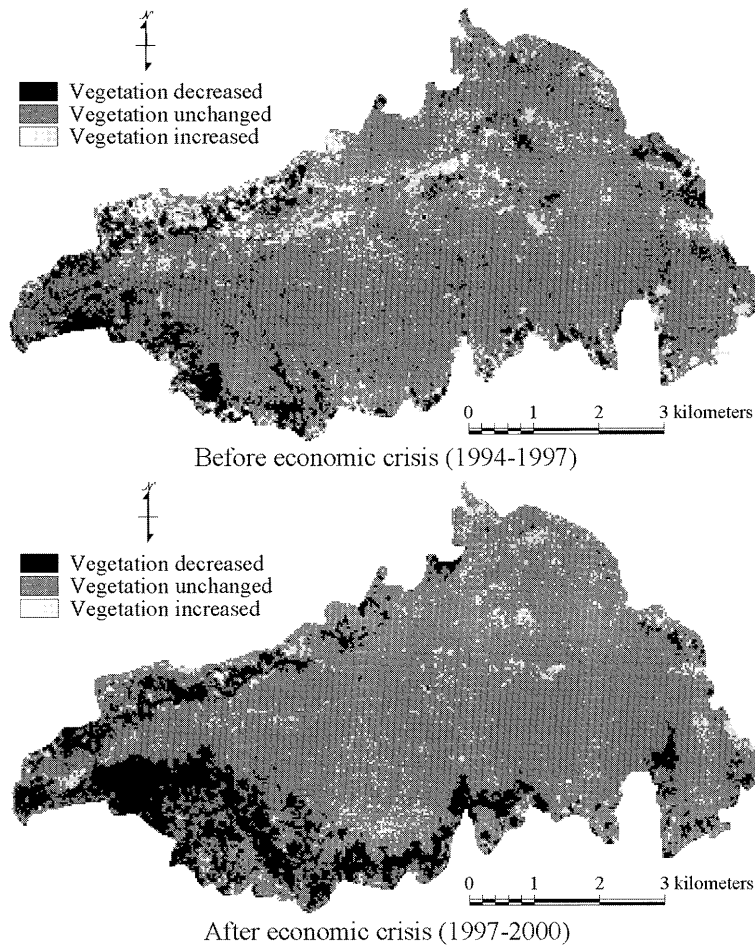 N
Vegetation decreased
Vegetation unchanged
Vegetation increased
0 1 2 3 kilometers
Before economic crisis (1994-1997)
N
Vegetation decreased
Vegetation unchanged
Vegetation increased
0 1 2 3 kilometers
After economic crisis (1997-2000)